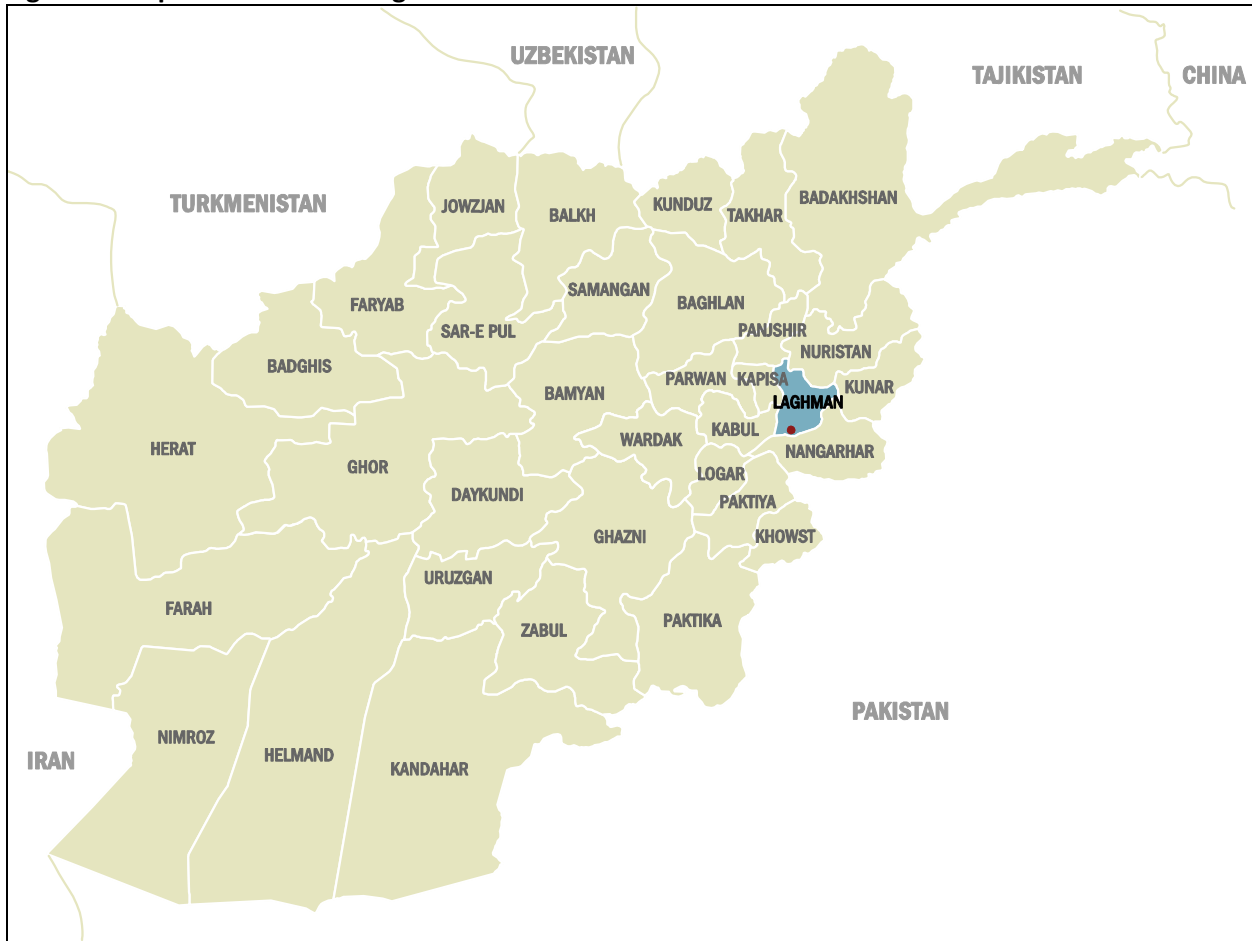 UZBEKISTAN
TAJIKISTAN
CHINA
TURKMENISTAN
JOWZJAN
BALKH
KUNDUZ
TAKHAR
BADAKHSHAN
FARYAB
SAMANGAN
BAGHLAN
SAR-E PUL
PANJSHIR
NURISTAN
BADGHIS
BAMYAN
PARWAN
KAPISA
KUNAR
LAGHMAN
HERAT
GHOR
WARDAK
KABUL
NANGARHAR
DAYKUNDI
LOGAR
PAKTIYA
GHAZNI
KHOWST
URUZGAN
FARAH
ZABUL
PAKTIKA
PAKISTAN
NIMROZ
HELMAND
KANDAHAR
IRAN